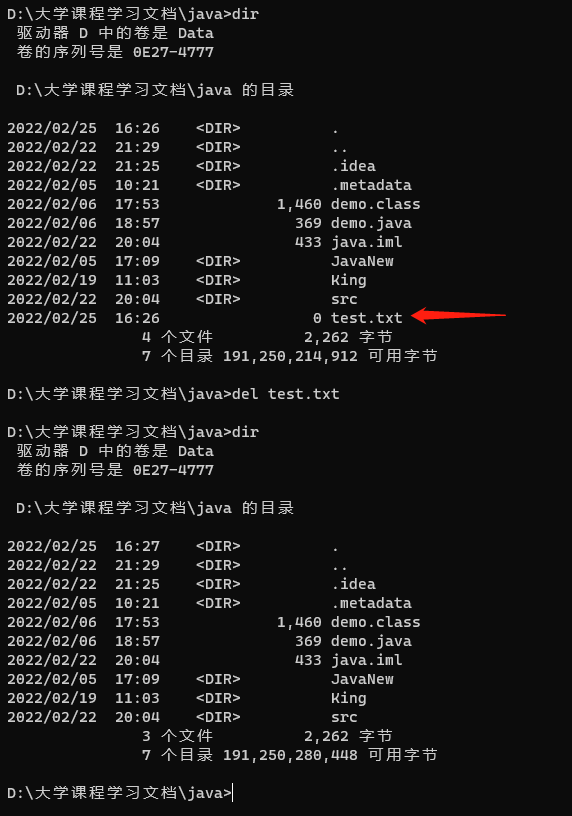 D:\大学课程学习文档\java>dir
驱动器 D 中的卷是 Data
卷的序列号是 0E27-4777
D:\大学课程学习文档\java 的目录
2022/02/25  16:26    <DIR>          .
2022/02/22  21:29    <DIR>          ..
2022/02/22  21:25    <DIR>          .idea
2022/02/05  10:21    <DIR>          .metadata
2022/02/06  17:53             1,460 demo.class
2022/02/06  18:57               369 demo.java
2022/02/22  20:04               433 java.iml
2022/02/05  17:09    <DIR>          JavaNew
2022/02/19  11:03    <DIR>          King
2022/02/22  20:04    <DIR>          src
2022/02/25  16:26                 0 test.txt
4 个文件          2,262 字节
7 个目录 191,250,214,912 可用字节
D:\大学课程学习文档\java>del test.txt
D:\大学课程学习文档\java>dir
驱动器 D 中的卷是 Data
卷的序列号是 0E27-4777
D:\大学课程学习文档\java 的目录
2022/02/25  16:27    <DIR>          .
2022/02/22  21:29    <DIR>          ..
2022/02/22  21:25    <DIR>          .idea
2022/02/05  10:21    <DIR>          .metadata
2022/02/06  17:53             1,460 demo.class
2022/02/06  18:57               369 demo.java
2022/02/22  20:04               433 java.iml
2022/02/05  17:09    <DIR>          JavaNew
2022/02/19  11:03    <DIR>          King
2022/02/22  20:04    <DIR>          src
3 个文件          2,262 字节
7 个目录 191,250,280,448 可用字节
D:\大学课程学习文档\java>